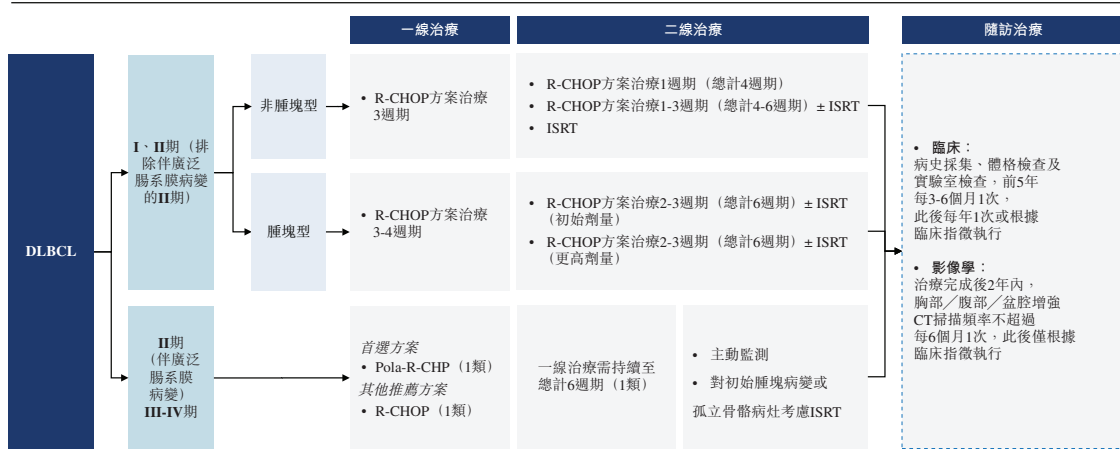 一線治療
二線治療
隨訪治療
DLBCL
I、II期（排
除伴廣泛
腸系膜病變
的II期）
非腫塊型
• R-CHOP方案治療
3週期
• R-CHOP方案治療1週期（總計4週期）
• R-CHOP方案治療1-3週期（總計4-6週期）± ISRT
• ISRT
腫塊型
• R-CHOP方案治療
3-4週期
• R-CHOP方案治療2-3週期（總計6週期）± ISRT
(初始劑量)
• R-CHOP方案治療2-3週期（總計6週期）± ISRT
(更高劑量)
II期
（伴廣泛
腸系膜
病變）
III-IV期
首選方案
• Pola-R-CHP（1類）
其他推薦方案
• R-CHOP（1類）
一線治療需持續至
總計6週期（1類）
• 主動監測
• 對初始腫塊病變或
孤立骨骼病灶考慮ISRT
• 臨床：
病史採集、體格檢查及
實驗室檢查，前5年
每3-6個月1次，
此後每年1次或根據
臨床指徵執行
• 影像學：
治療完成後2年內，
胸部／腹部／盆腔增強
CT掃描頻率不超過
每6個月1次，此後僅根據
臨床指徵執行